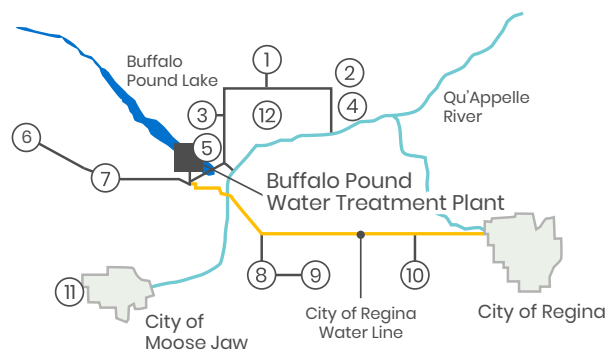 1
2
Buffalo
Pound Lake
Qu'Appelle
River
3
12
4
6
5
7
Buffalo Pound
Water Treatment Plant
8
9
10
11
City of Regina
Water Line
City of Regina
City of
Moose Jaw